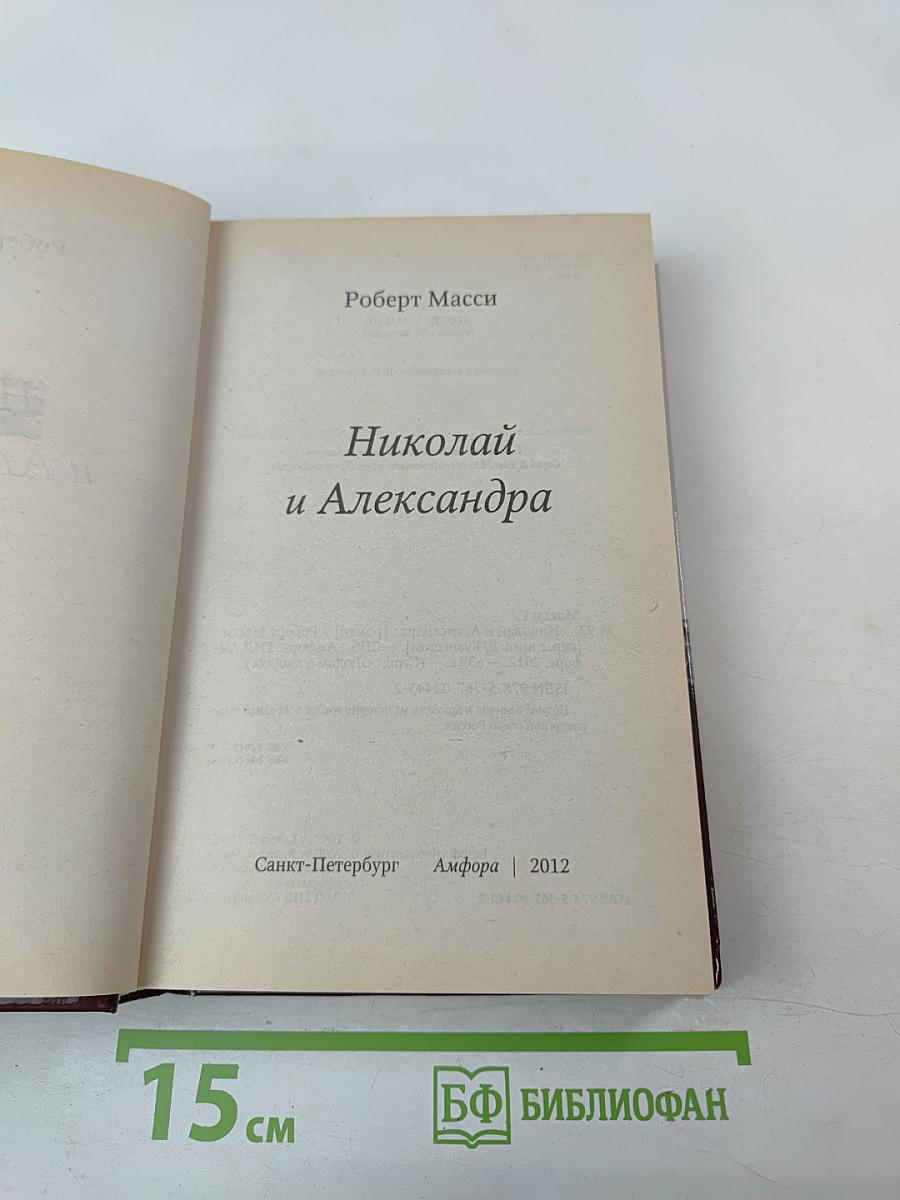 Роберт Масси
Николай
и Александра
Санкт-Петербург Амфора | 2012
15 см
БФ БИБЛИОФАН